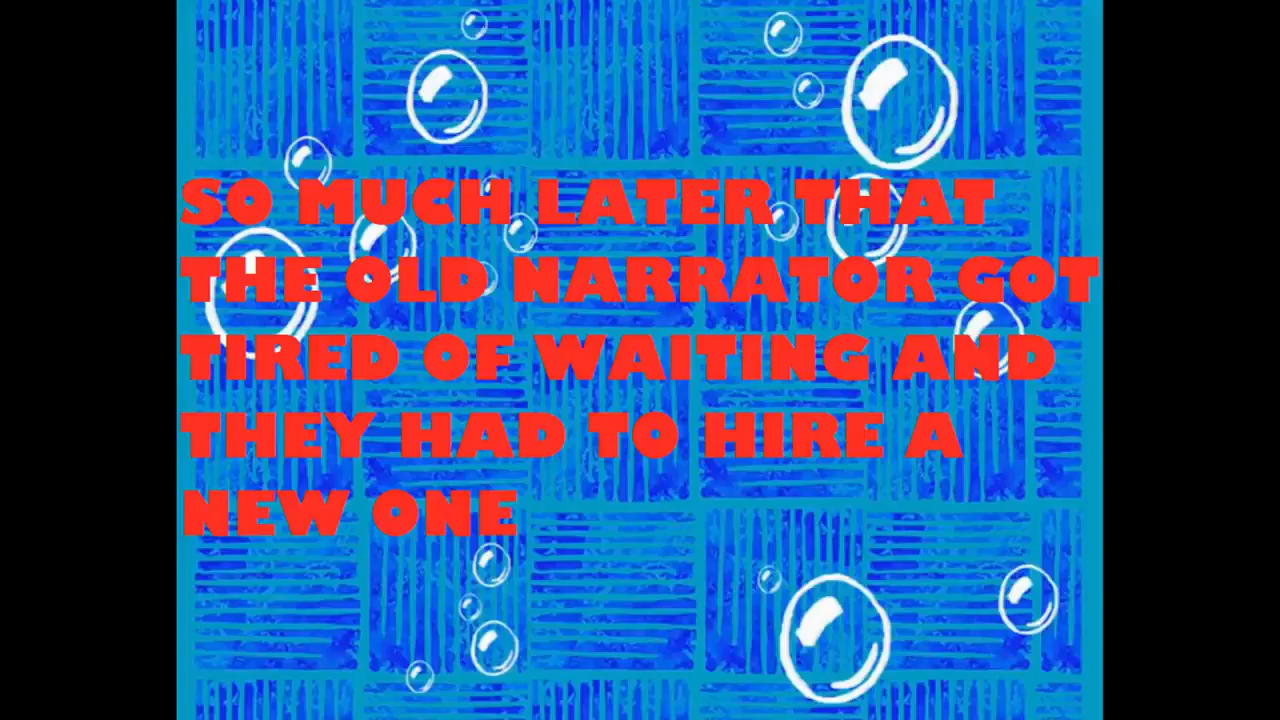 SO MUCH LATER THAT
THE OLD NARRATOR GOT
TIRED OF WAITING AND
THEY HAD TO HIRE A
NEW ONE